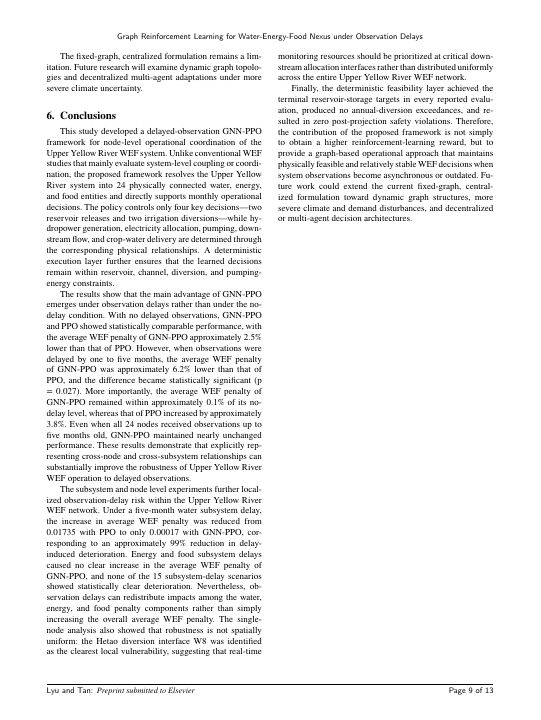 Graph Reinforcement Learning for Water-Energy-Food Nexus under Observation Delays
The fixed-graph, centralized formulation remains a lim-
itation. Future research will examine dynamic graph topolo-
gies and decentralized multi-agent adaptations under more
severe climate uncertainty.
6. Conclusions
This study developed a delayed-observation GNN-PPO
framework for node-level operational coordination of the
Upper Yellow River WEF system. Unlike conventional WEF
studies that mainly evaluate system-level coupling or coordi-
nation, the proposed framework resolves the Upper Yellow
River system into 24 physically connected water, energy,
and food entities and directly supports monthly operational
decisions. The policy controls only four key decisions—two
reservoir releases and two irrigation diversions—while hy-
dropower generation, electricity allocation, pumping, down-
stream flow, and crop-water delivery are determined through
the corresponding physical relationships. A deterministic
execution layer further ensures that the learned decisions
remain within reservoir, channel, diversion, and pumping-
energy constraints.
The results show that the main advantage of GNN-PPO
emerges under observation delays rather than under the no-
delay condition. With no delayed observations, GNN-PPO
and PPO showed statistically comparable performance, with
the average WEF penalty of GNN-PPO approximately 2.5%
lower than that of PPO. However, when observations were
delayed by one to five months, the average WEF penalty
of GNN-PPO was approximately 6.2% lower than that of
PPO, and the difference became statistically significant (p
= 0.027). More importantly, the average WEF penalty of
GNN-PPO remained within approximately 0.1% of its no-
delay level, whereas that of PPO increased by approximately
3.8%. Even when all 24 nodes received observations up to
five months old, GNN-PPO maintained nearly unchanged
performance. These results demonstrate that explicitly rep-
resenting cross-node and cross-subsystem relationships can
substantially improve the robustness of Upper Yellow River
WEF operation to delayed observations.
The subsystem and node level experiments further local-
ized observation-delay risk within the Upper Yellow River
WEF network. Under a five-month water subsystem delay,
the increase in average WEF penalty was reduced from
0.01735 with PPO to only 0.00017 with GNN-PPO, cor-
responding to an approximately 99% reduction in delay-
induced deterioration. Energy and food subsystem delays
caused no clear increase in the average WEF penalty of
GNN-PPO, and none of the 15 subsystem-delay scenarios
showed statistically clear deterioration. Nevertheless, ob-
servation delays can redistribute impacts among the water,
energy, and food penalty components rather than simply
increasing the overall average WEF penalty. The single-
node analysis also showed that robustness is not spatially
uniform: the Hetao diversion interface W8 was identified
as the clearest local vulnerability, suggesting that real-time
monitoring resources should be prioritized at critical down-
stream allocation interfaces rather than distributed uniformly
across the entire Upper Yellow River WEF network.
Finally, the deterministic feasibility layer achieved the
terminal reservoir-storage targets in every reported evalu-
ation, produced no annual-diversion exceedances, and re-
sulted in zero post-projection safety violations. Therefore,
the contribution of the proposed framework is not simply
to obtain a higher reinforcement-learning reward, but to
provide a graph-based operational approach that maintains
physically feasible and relatively stable WEF decisions when
system observations become asynchronous or outdated. Fu-
ture work could extend the current fixed-graph, central-
ized formulation toward dynamic graph structures, more
severe climate and demand disturbances, and decentralized
or multi-agent decision architectures.
Lyu and Tan: Preprint submitted to Elsevier
Page 9 of 13